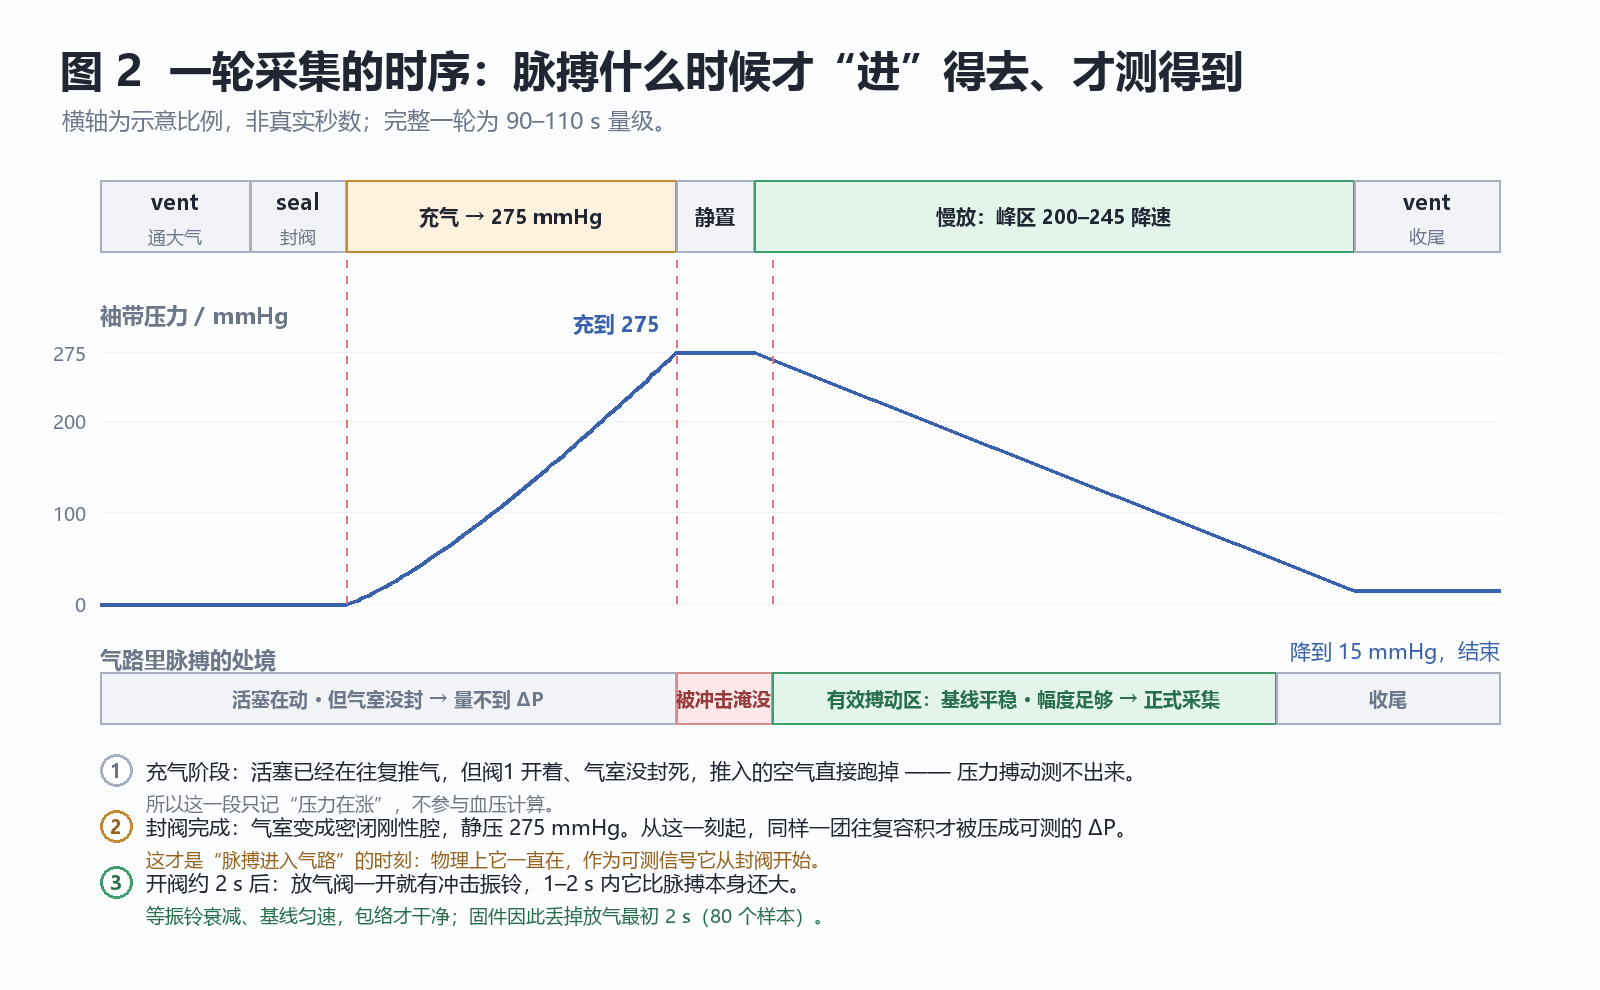 图 2 一轮采集的时序：脉搏什么时候才“进”得去、才测得到
横轴为示意比例，非真实秒数；完整一轮为 90–110 s 量级。
vent
通大气
seal
封阀
充气 → 275 mmHg
静置
慢放：峰区 200–245 降速
vent
收尾
袖带压力 / mmHg
充到 275
275
200
100
0
气路里脉搏的处境
降到 15 mmHg，结束
活塞在动 · 但气室没封 → 量不到 ΔP
被冲击淹没
有效搏动区：基线平稳 · 幅度足够 → 正式采集
收尾
1 充气阶段：活塞已经在往复推气，但阀1 开着、气室没封死，推入的空气直接跑掉 —— 压力搏动测不出来。
所以这一段只记“压力在涨”，不参与血压计算。
2 封阀完成：气室变成密闭刚性腔，静压 275 mmHg。从这一刻起，同样一团往复容积才被压成可测的 ΔP。
这才是“脉搏进入气路”的时刻：物理上它一直在，作为可测信号它从封阀开始。
3 开阀约 2 s 后：放气阀一开就有冲击振铃，1–2 s 内它比脉搏本身还大。
等振铃衰减、基线匀速，包络才干净；固件因此丢掉放气最初 2 s（80 个样本）。